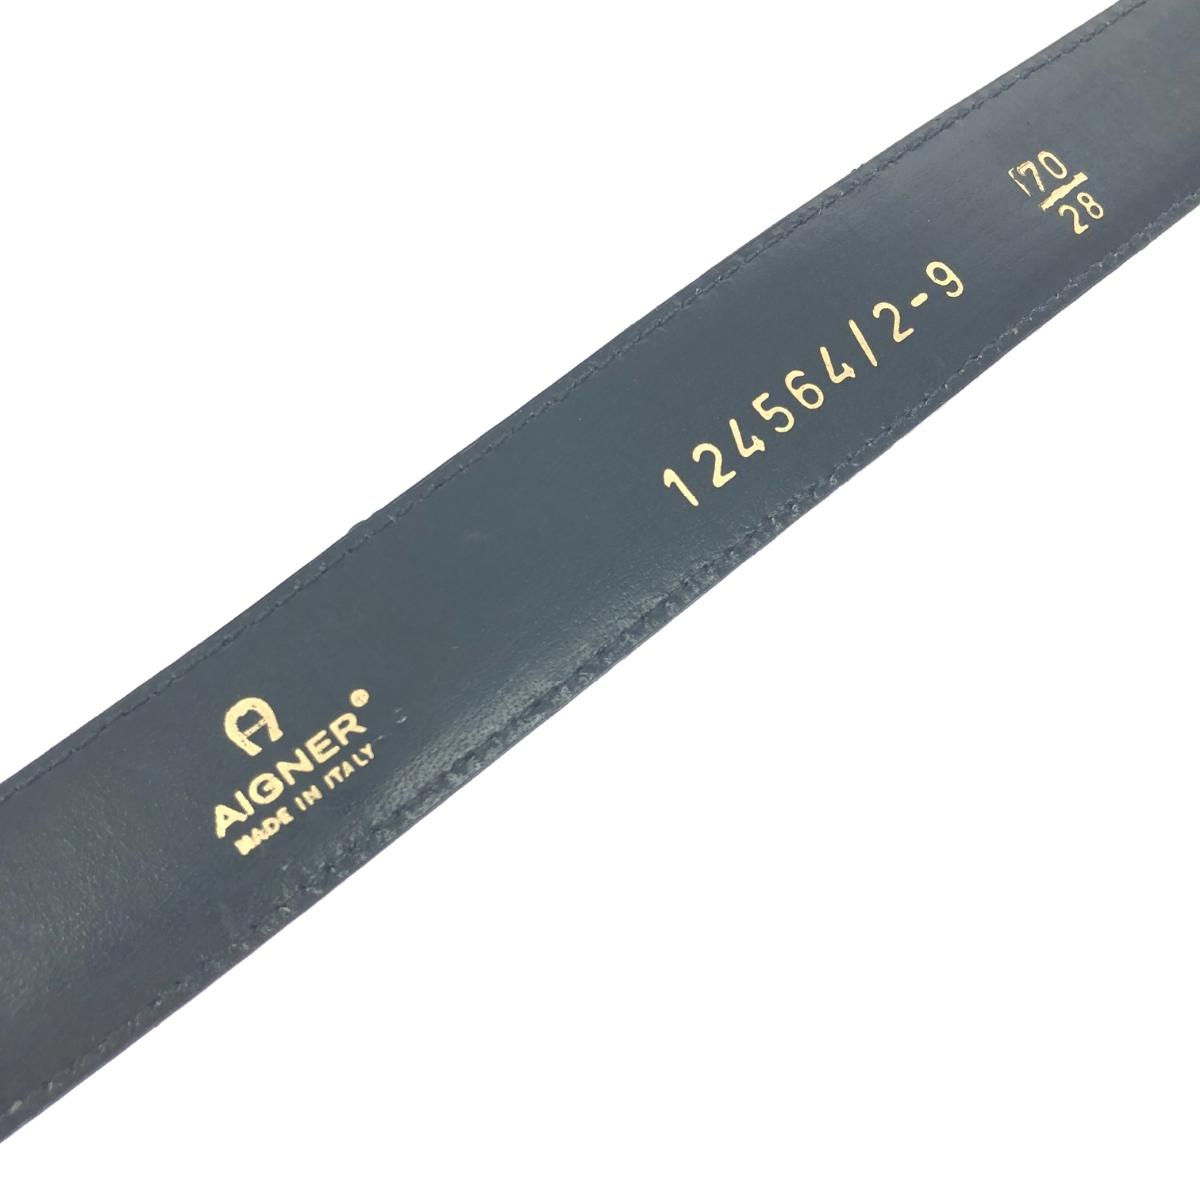 AIGNER®
MADE IN ITALY
124564/2-9
70
28